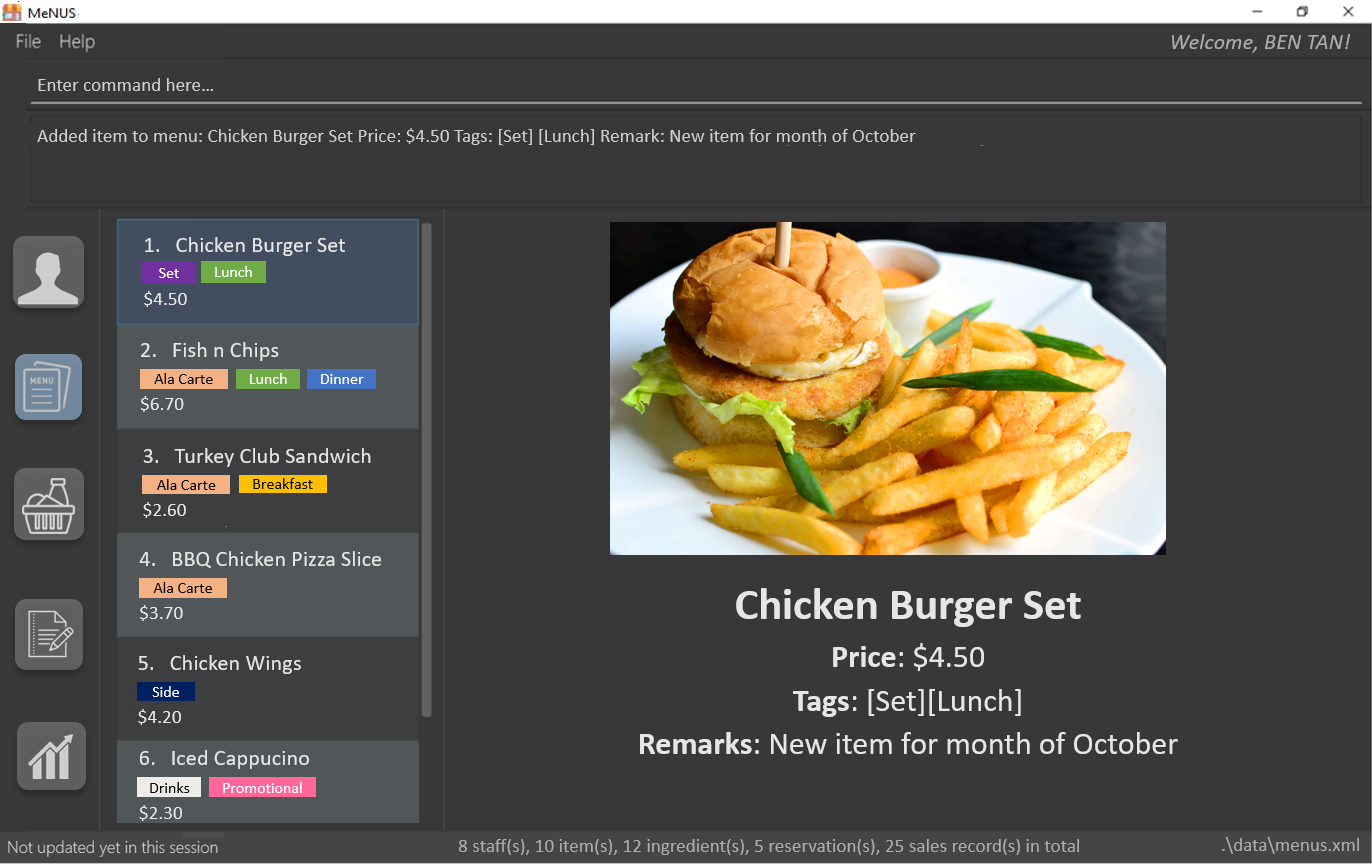 MeNUS
File Help
Welcome, BEN TAN!
Enter command here...
Added item to menu: Chicken Burger Set Price: $4.50 Tags: [Set] [Lunch] Remark: New item for month of October
MENU
1. Chicken Burger Set
Set Lunch
$4.50
2. Fish n Chips
Ala Carte Lunch Dinner
$6.70
3. Turkey Club Sandwich
Ala Carte Breakfast
$2.60
4. BBQ Chicken Pizza Slice
Ala Carte
$3.70
5. Chicken Wings
Side
$4.20
6. Iced Cappucino
Drinks Promotional
$2.30
Chicken Burger Set
Price: $4.50
Tags: [Set][Lunch]
Remarks: New item for month of October
Not updated yet in this session
8 staff(s), 10 item(s), 12 ingredient(s), 5 reservation(s), 25 sales record(s) in total
.\data\menus.xml